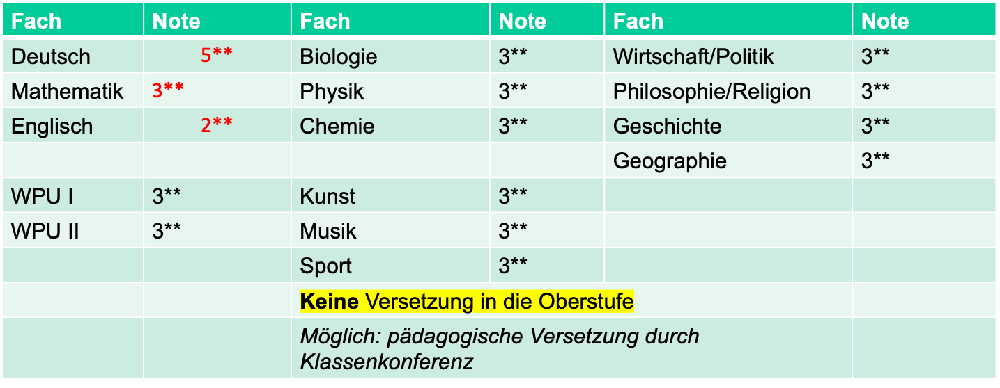 Fach Note Fach Note Fach Note
Deutsch 5** Biologie 3** Wirtschaft/Politik 3**
Mathematik 3** Physik 3** Philosophie/Religion 3**
Englisch 2** Chemie 3** Geschichte 3**
Geographie 3**
WPU I 3** Kunst 3**
WPU II 3** Musik 3**
Sport 3**
Keine Versetzung in die Oberstufe
Möglich: pädagogische Versetzung durch
Klassenkonferenz